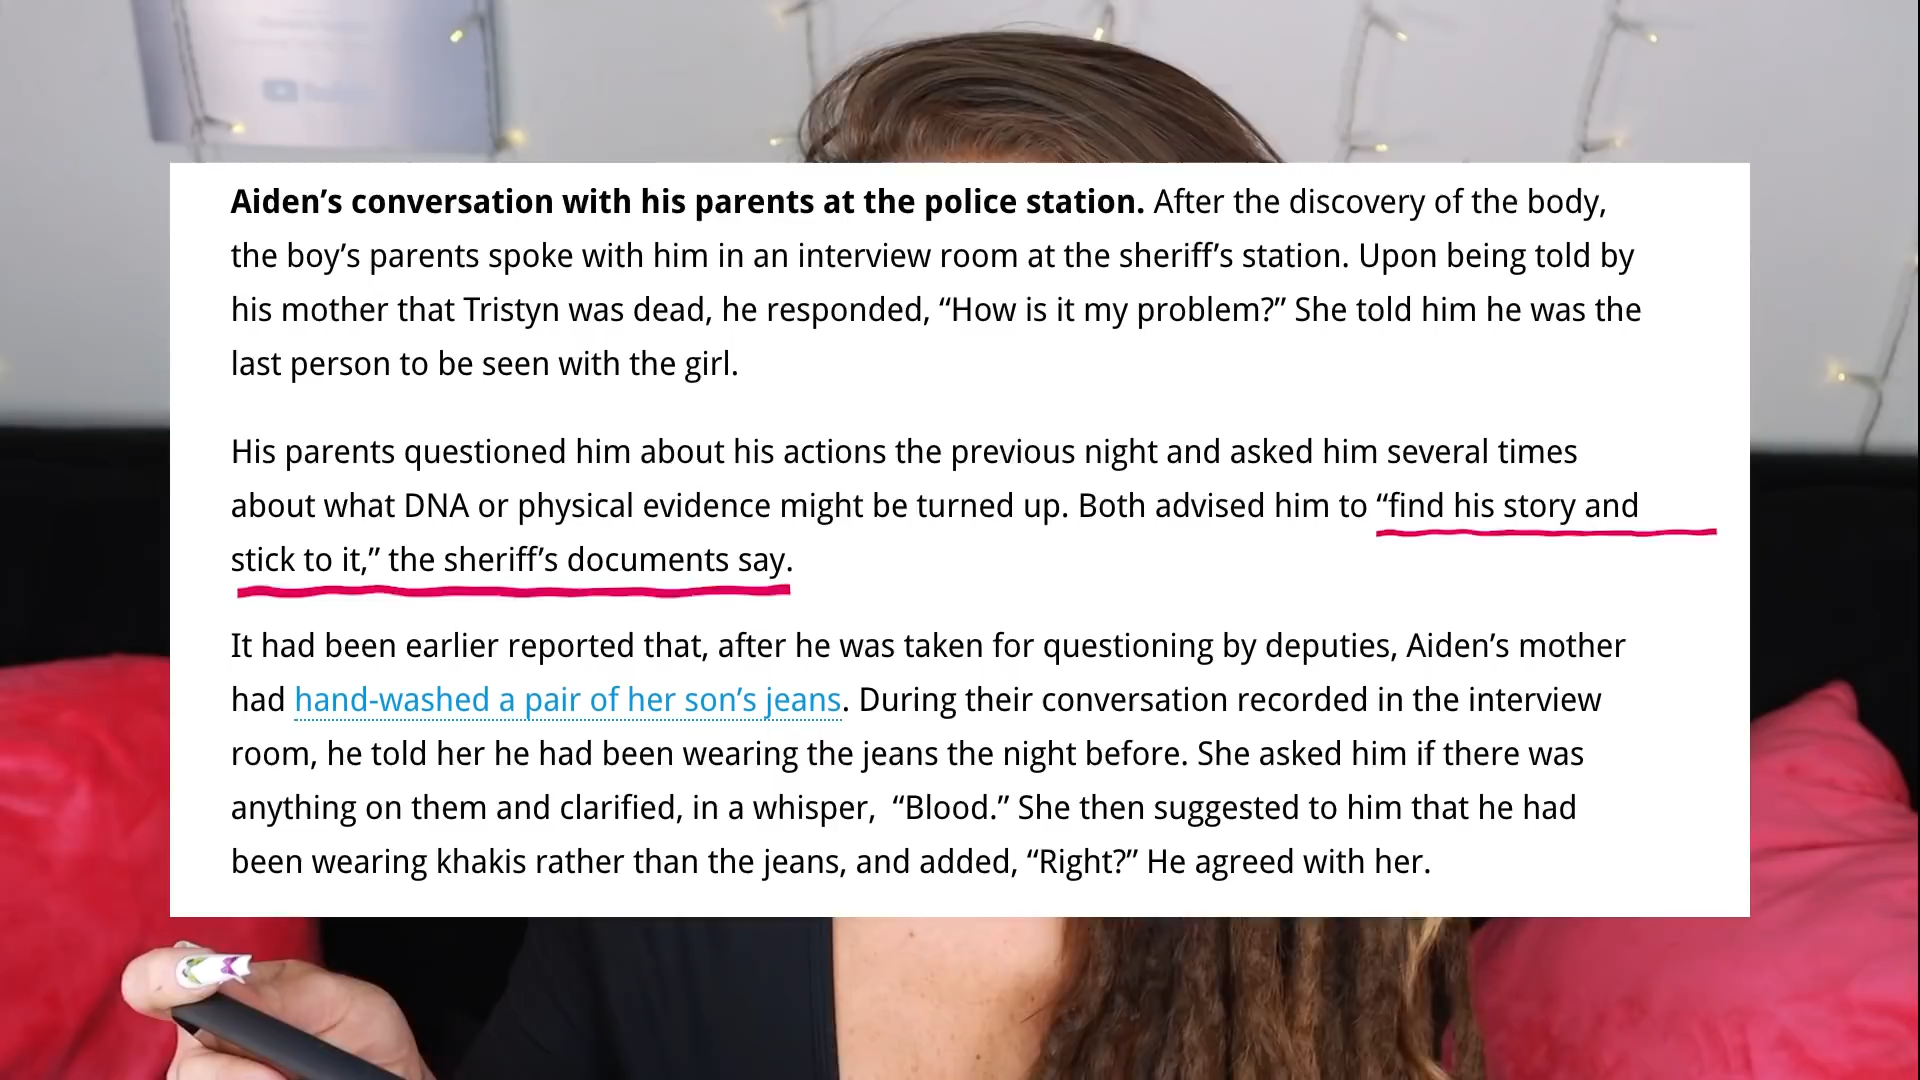 Aiden’s conversation with his parents at the police station. After the discovery of the body,
the boy’s parents spoke with him in an interview room at the sheriff’s station. Upon being told by
his mother that Tristyn was dead, he responded, “How is it my problem?” She told him he was the
last person to be seen with the girl.
His parents questioned him about his actions the previous night and asked him several times
about what DNA or physical evidence might be turned up. Both advised him to “find his story and
stick to it,” the sheriff’s documents say.
It had been earlier reported that, after he was taken for questioning by deputies, Aiden’s mother
had hand-washed a pair of her son’s jeans. During their conversation recorded in the interview
room, he told her he had been wearing the jeans the night before. She asked him if there was
anything on them and clarified, in a whisper, “Blood.” She then suggested to him that he had
been wearing khakis rather than the jeans, and added, “Right?” He agreed with her.